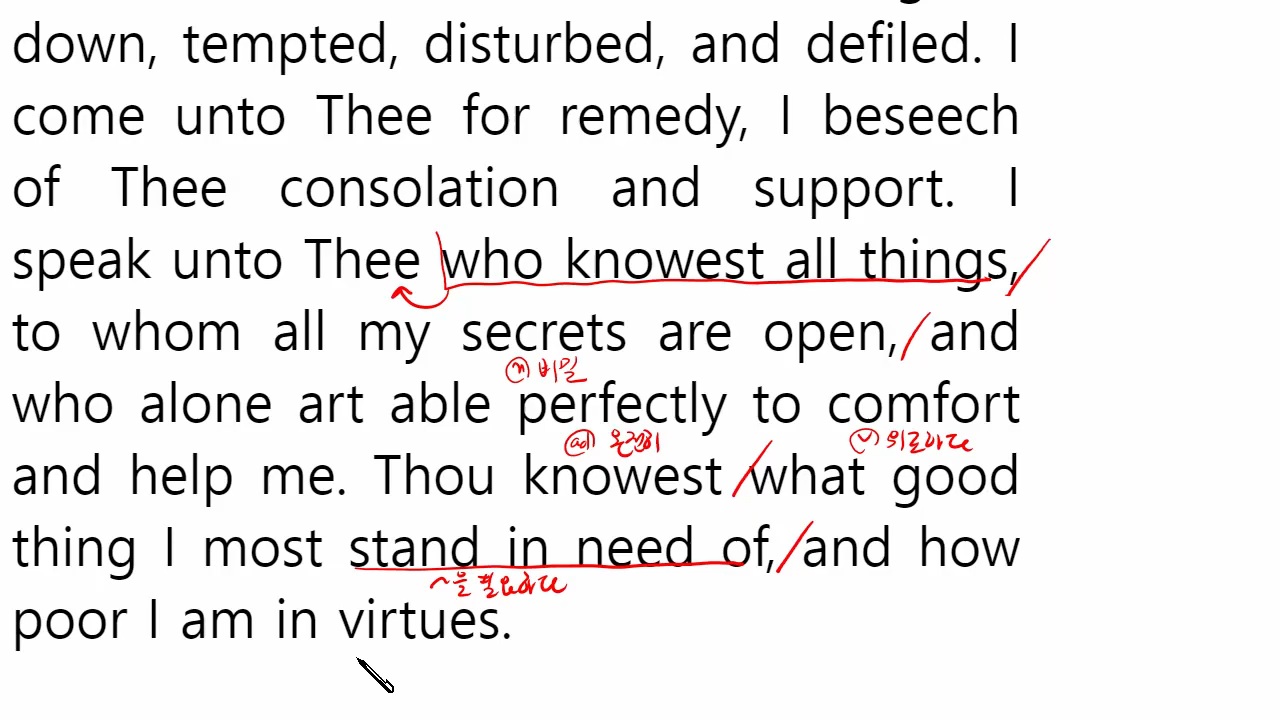 down, tempted, disturbed, and defiled. I
come unto Thee for remedy, I beseech
of Thee consolation and support. I
speak unto Thee who knowest all things,
to whom all my secrets are open, and
ⓝ 비밀
who alone art able perfectly to comfort
ad 온전히 ⓥ 위로하다
and help me. Thou knowest what good
thing I most stand in need of, and how
~을 필요하다
poor I am in virtues.